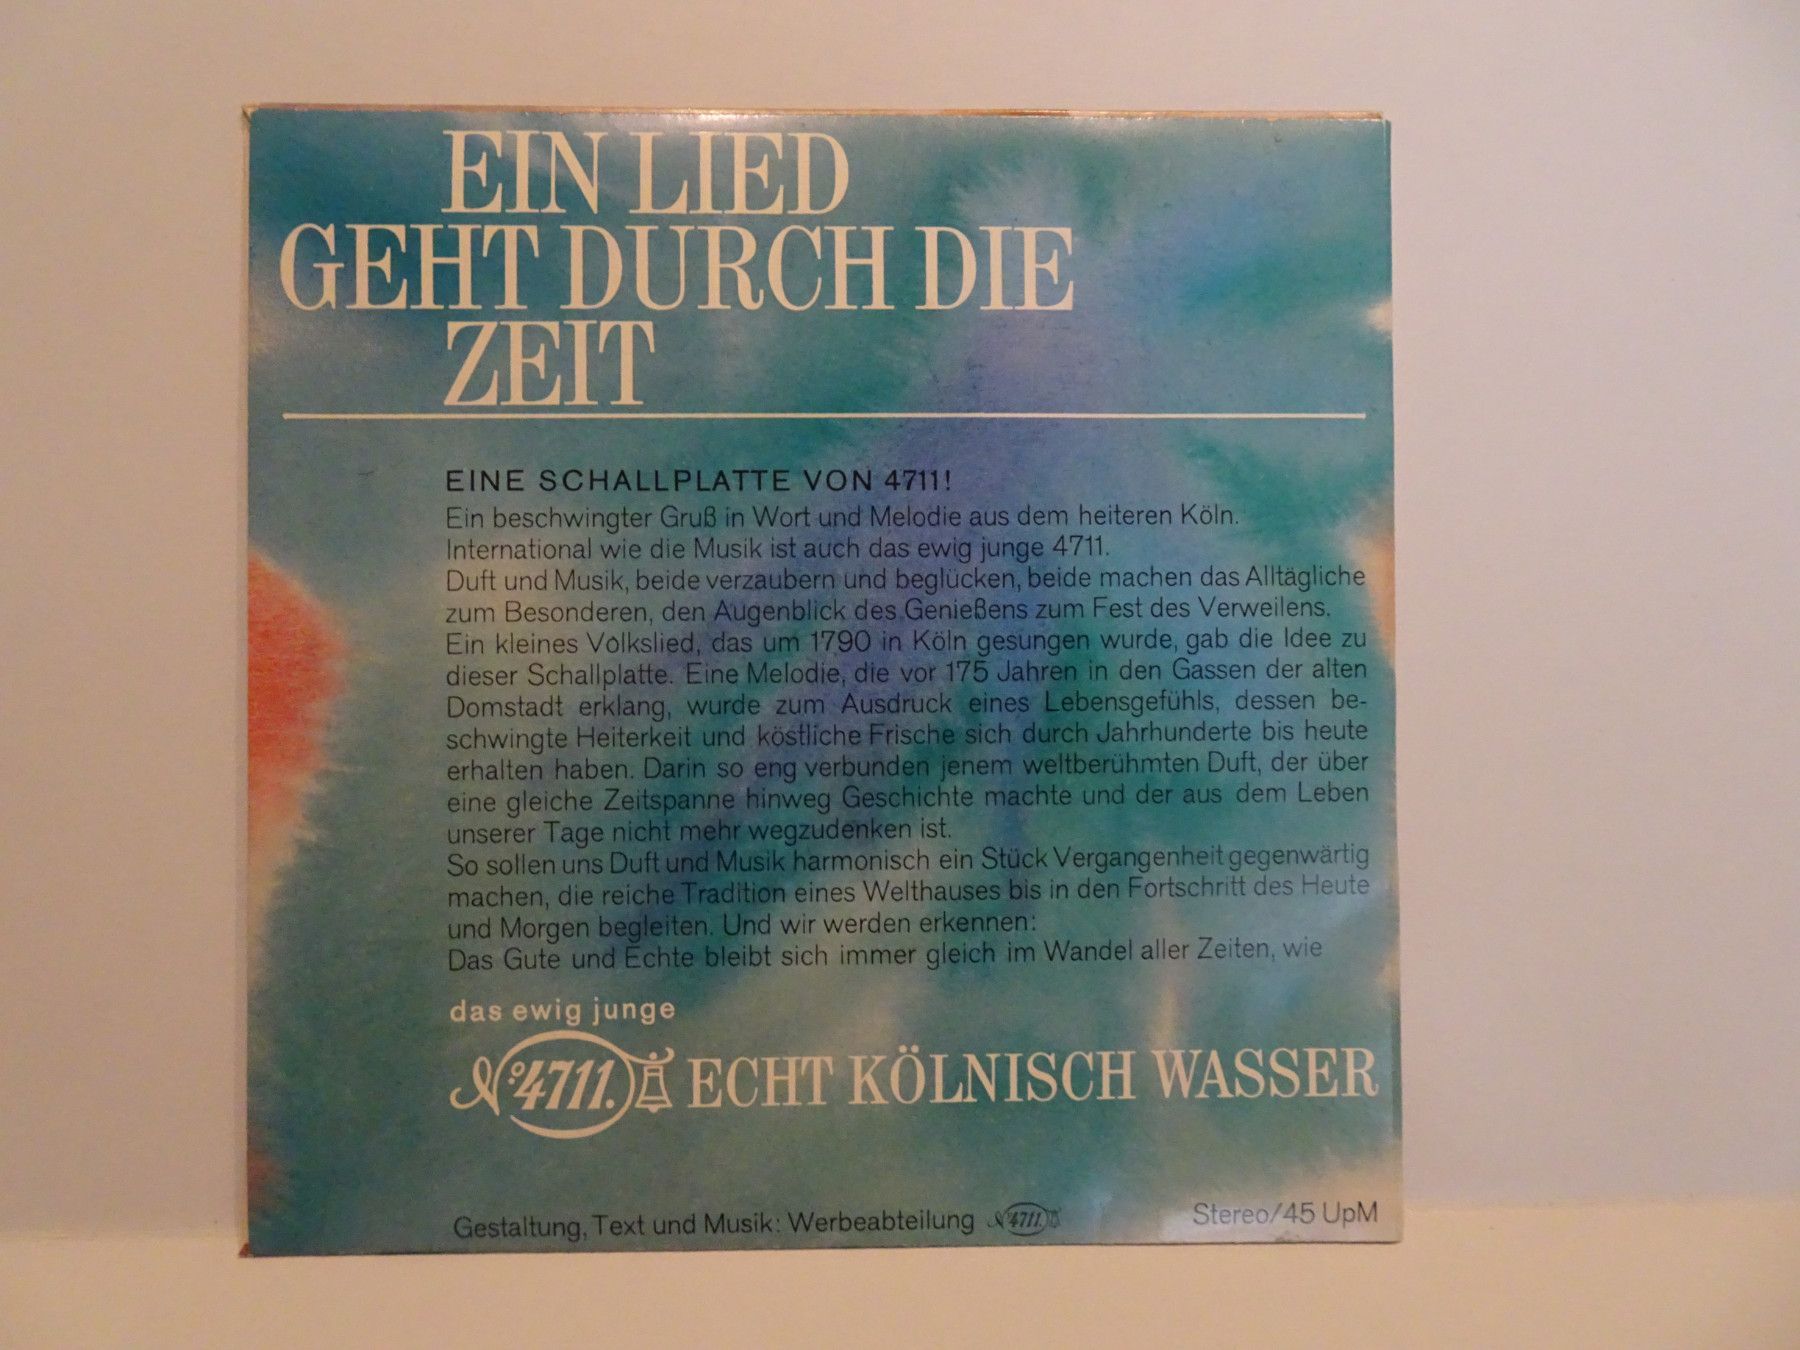 EIN LIED
GEHT DURCH DIE
ZEIT
EINE SCHALLPLATTE VON 4711!
Ein beschwingter Gruß in Wort und Melodie aus dem heiteren Köln.
International wie die Musik ist auch das ewig junge 4711.
Duft und Musik, beide verzaubern und beglücken, beide machen das Alltägliche
zum Besonderen, den Augenblick des Genießens zum Fest des Verweilens.
Ein kleines Volkslied, das um 1790 in Köln gesungen wurde, gab die Idee zu
dieser Schallplatte. Eine Melodie, die vor 175 Jahren in den Gassen der alten
Domstadt erklang, wurde zum Ausdruck eines Lebensgefühls, dessen be-
schwingte Heiterkeit und köstliche Frische sich durch Jahrhunderte bis heute
erhalten haben. Darin so eng verbunden jenem weltberühmten Duft, der über
eine gleiche Zeitspanne hinweg Geschichte machte und der aus dem Leben
unserer Tage nicht mehr wegzudenken ist.
So sollen uns Duft und Musik harmonisch ein Stück Vergangenheit gegenwärtig
machen, die reiche Tradition eines Welthauses bis in den Fortschritt des Heute
und Morgen begleiten. Und wir werden erkennen:
Das Gute und Echte bleibt sich immer gleich im Wandel aller Zeiten, wie
das ewig junge
Nº 4711. ECHT KÖLNISCH WASSER
Gestaltung, Text und Musik: Werbeabteilung Nº 4711.
Stereo/45 UpM